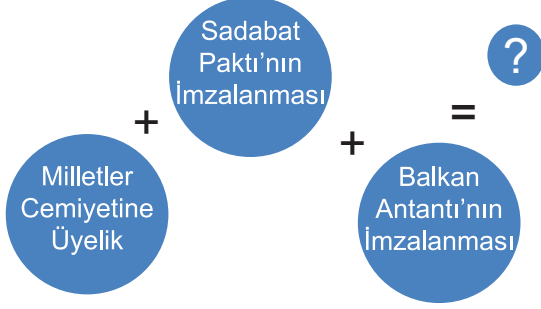 Milletler
Cemiyetine
Üyelik
+
Sadabat
Paktı’nın
İmzalanması
+
Balkan
Antantı’nın
İmzalanması
=
?